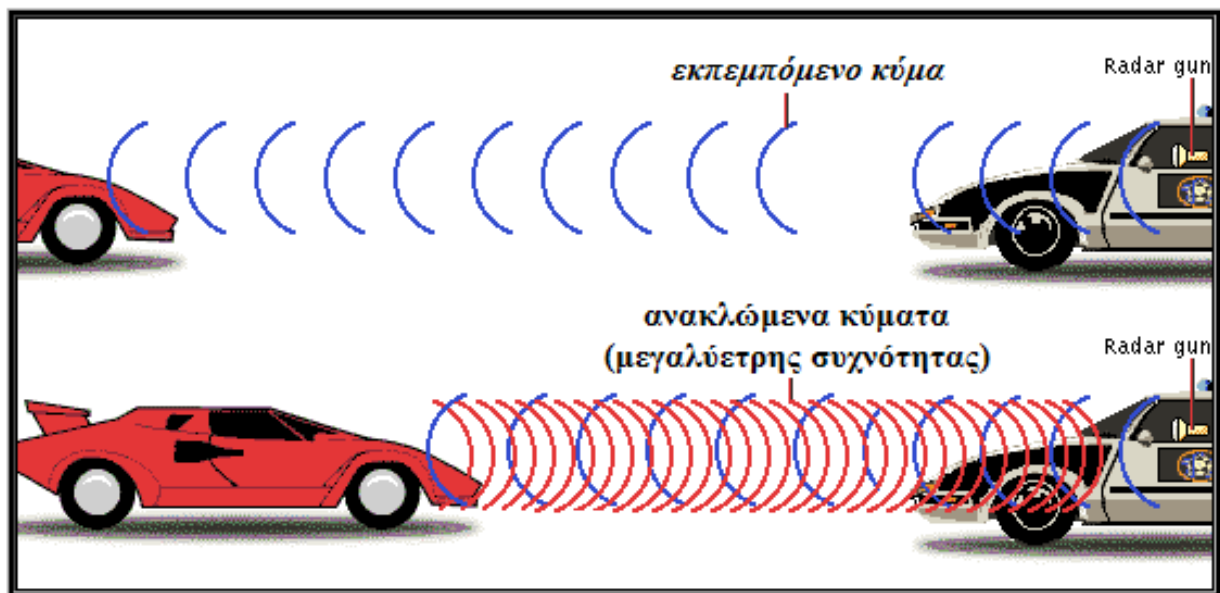 εκπεμπόμενο κύμα
Radar gun
ανακλώμενα κύματα
(μεγαλύετρης συχνότητας)
Radar gun